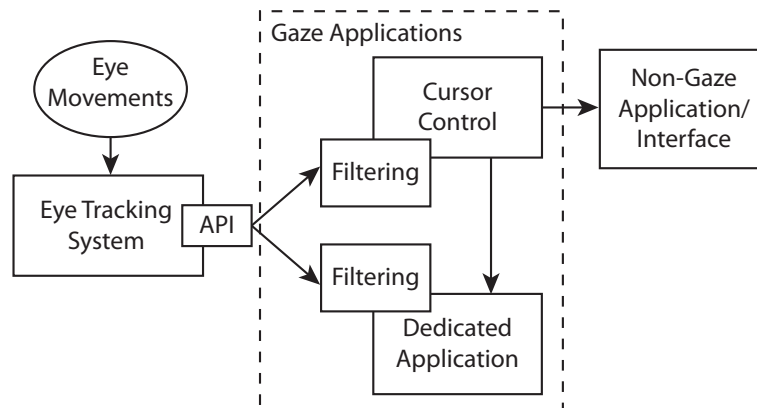 Gaze Applications
Eye
Movements
Cursor
Control
Non-Gaze
Application/
Interface
Filtering
Eye Tracking
System
API
Filtering
Dedicated
Application